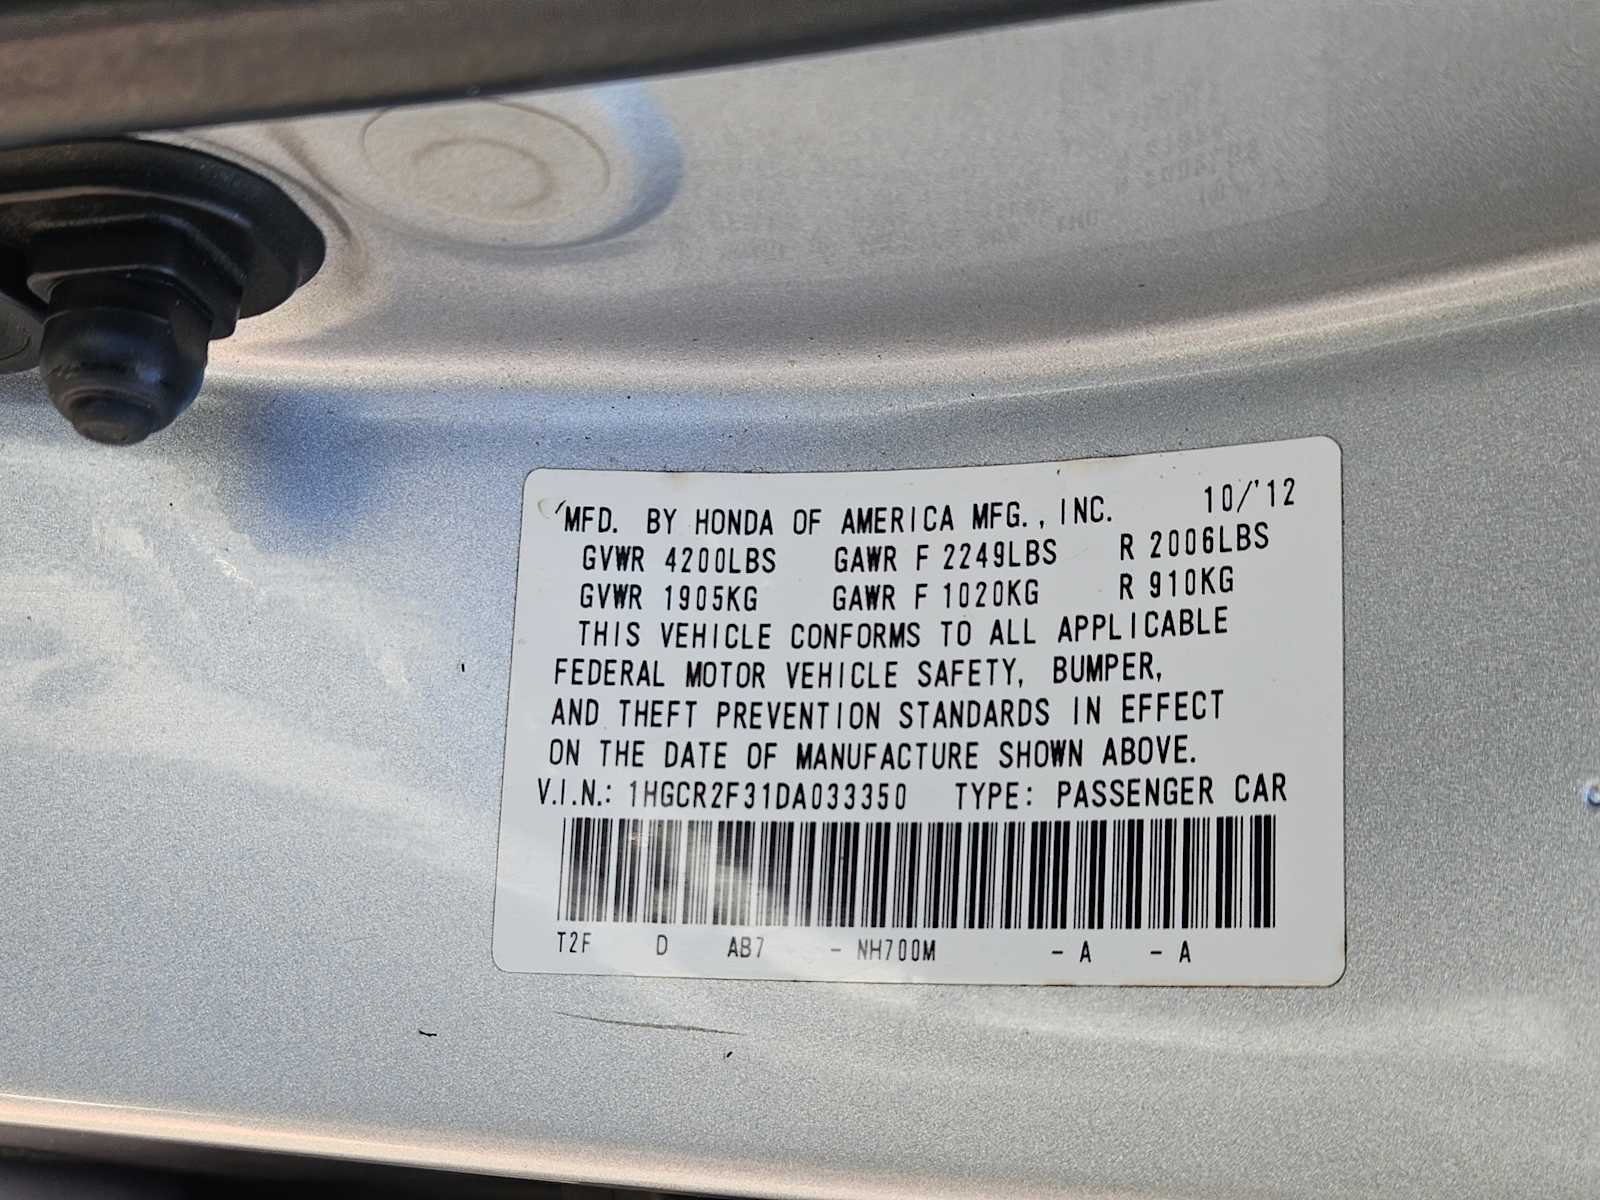 MFD. BY HONDA OF AMERICA MFG., INC. 10/'12
GVWR 4200LBS GAWR F 2249LBS R 2006LBS
GVWR 1905KG GAWR F 1020KG R 910KG
THIS VEHICLE CONFORMS TO ALL APPLICABLE
FEDERAL MOTOR VEHICLE SAFETY, BUMPER,
AND THEFT PREVENTION STANDARDS IN EFFECT
ON THE DATE OF MANUFACTURE SHOWN ABOVE.
V.I.N.: 1HGCR2F31DA033350 TYPE: PASSENGER CAR
T2F D AB7 - NH700M - A - A